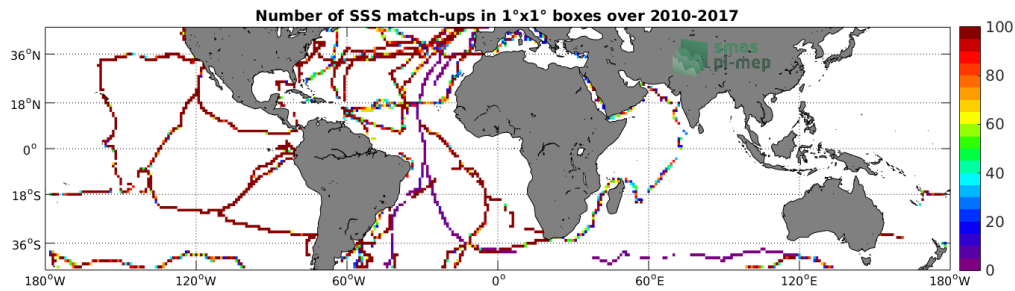 Number of SSS match-ups in 1°x1° boxes over 2010-2017
smos
pi-mep
36°N
18°N
0°
18°S
36°S
180°W
120°W
60°W
0°
60°E
120°E
180°W
100
80
60
40
20
0